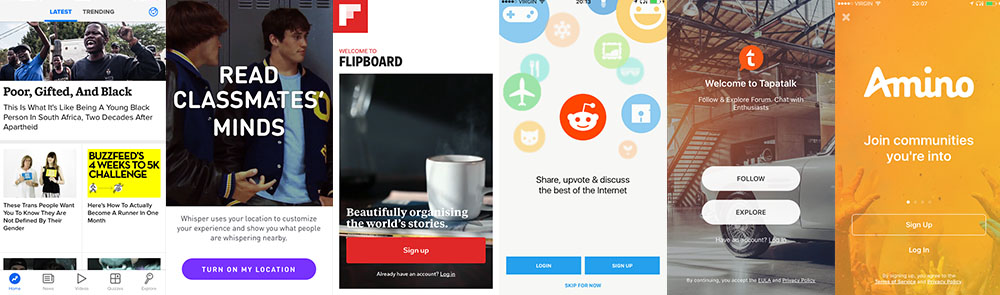 LATEST
TRENDING
Poor, Gifted, And Black
This Is What It's Like Being A Young Black
Person In South Africa, Two Decades After
Apartheid
BUZZFEED'S
4 WEEKS TO 5K
CHALLENGE
These Trans People Want
You To Know They Are
Not Defined By Their
Gender
Here's How To Actually
Become A Runner In One
Month
Home
News
Videos
Quizzes
Explore
READ
CLASSMATES'
MINDS
Whisper uses your location to customize
your experience and show you what people
are whispering nearby.
TURN ON MY LOCATION
WELCOME TO
FLIPBOARD
Beautifully organising
the world's stories.
Sign up
Already have an account? Log in
VIRGIN
20:13
Share, upvote & discuss
the best of the Internet
LOGIN
SIGN UP
SKIP FOR NOW
t
Welcome to Tapatalk
Follow & Explore Forum. Chat with
Enthusiasts
FOLLOW
EXPLORE
Have an account? Log in
By continuing, you accept the EULA and Privacy Policy
VIRGIN
20:07
Amino
Join communities
you're into
Sign Up
Log In
By signing up, you agree to the
Terms of Service and Privacy Policy